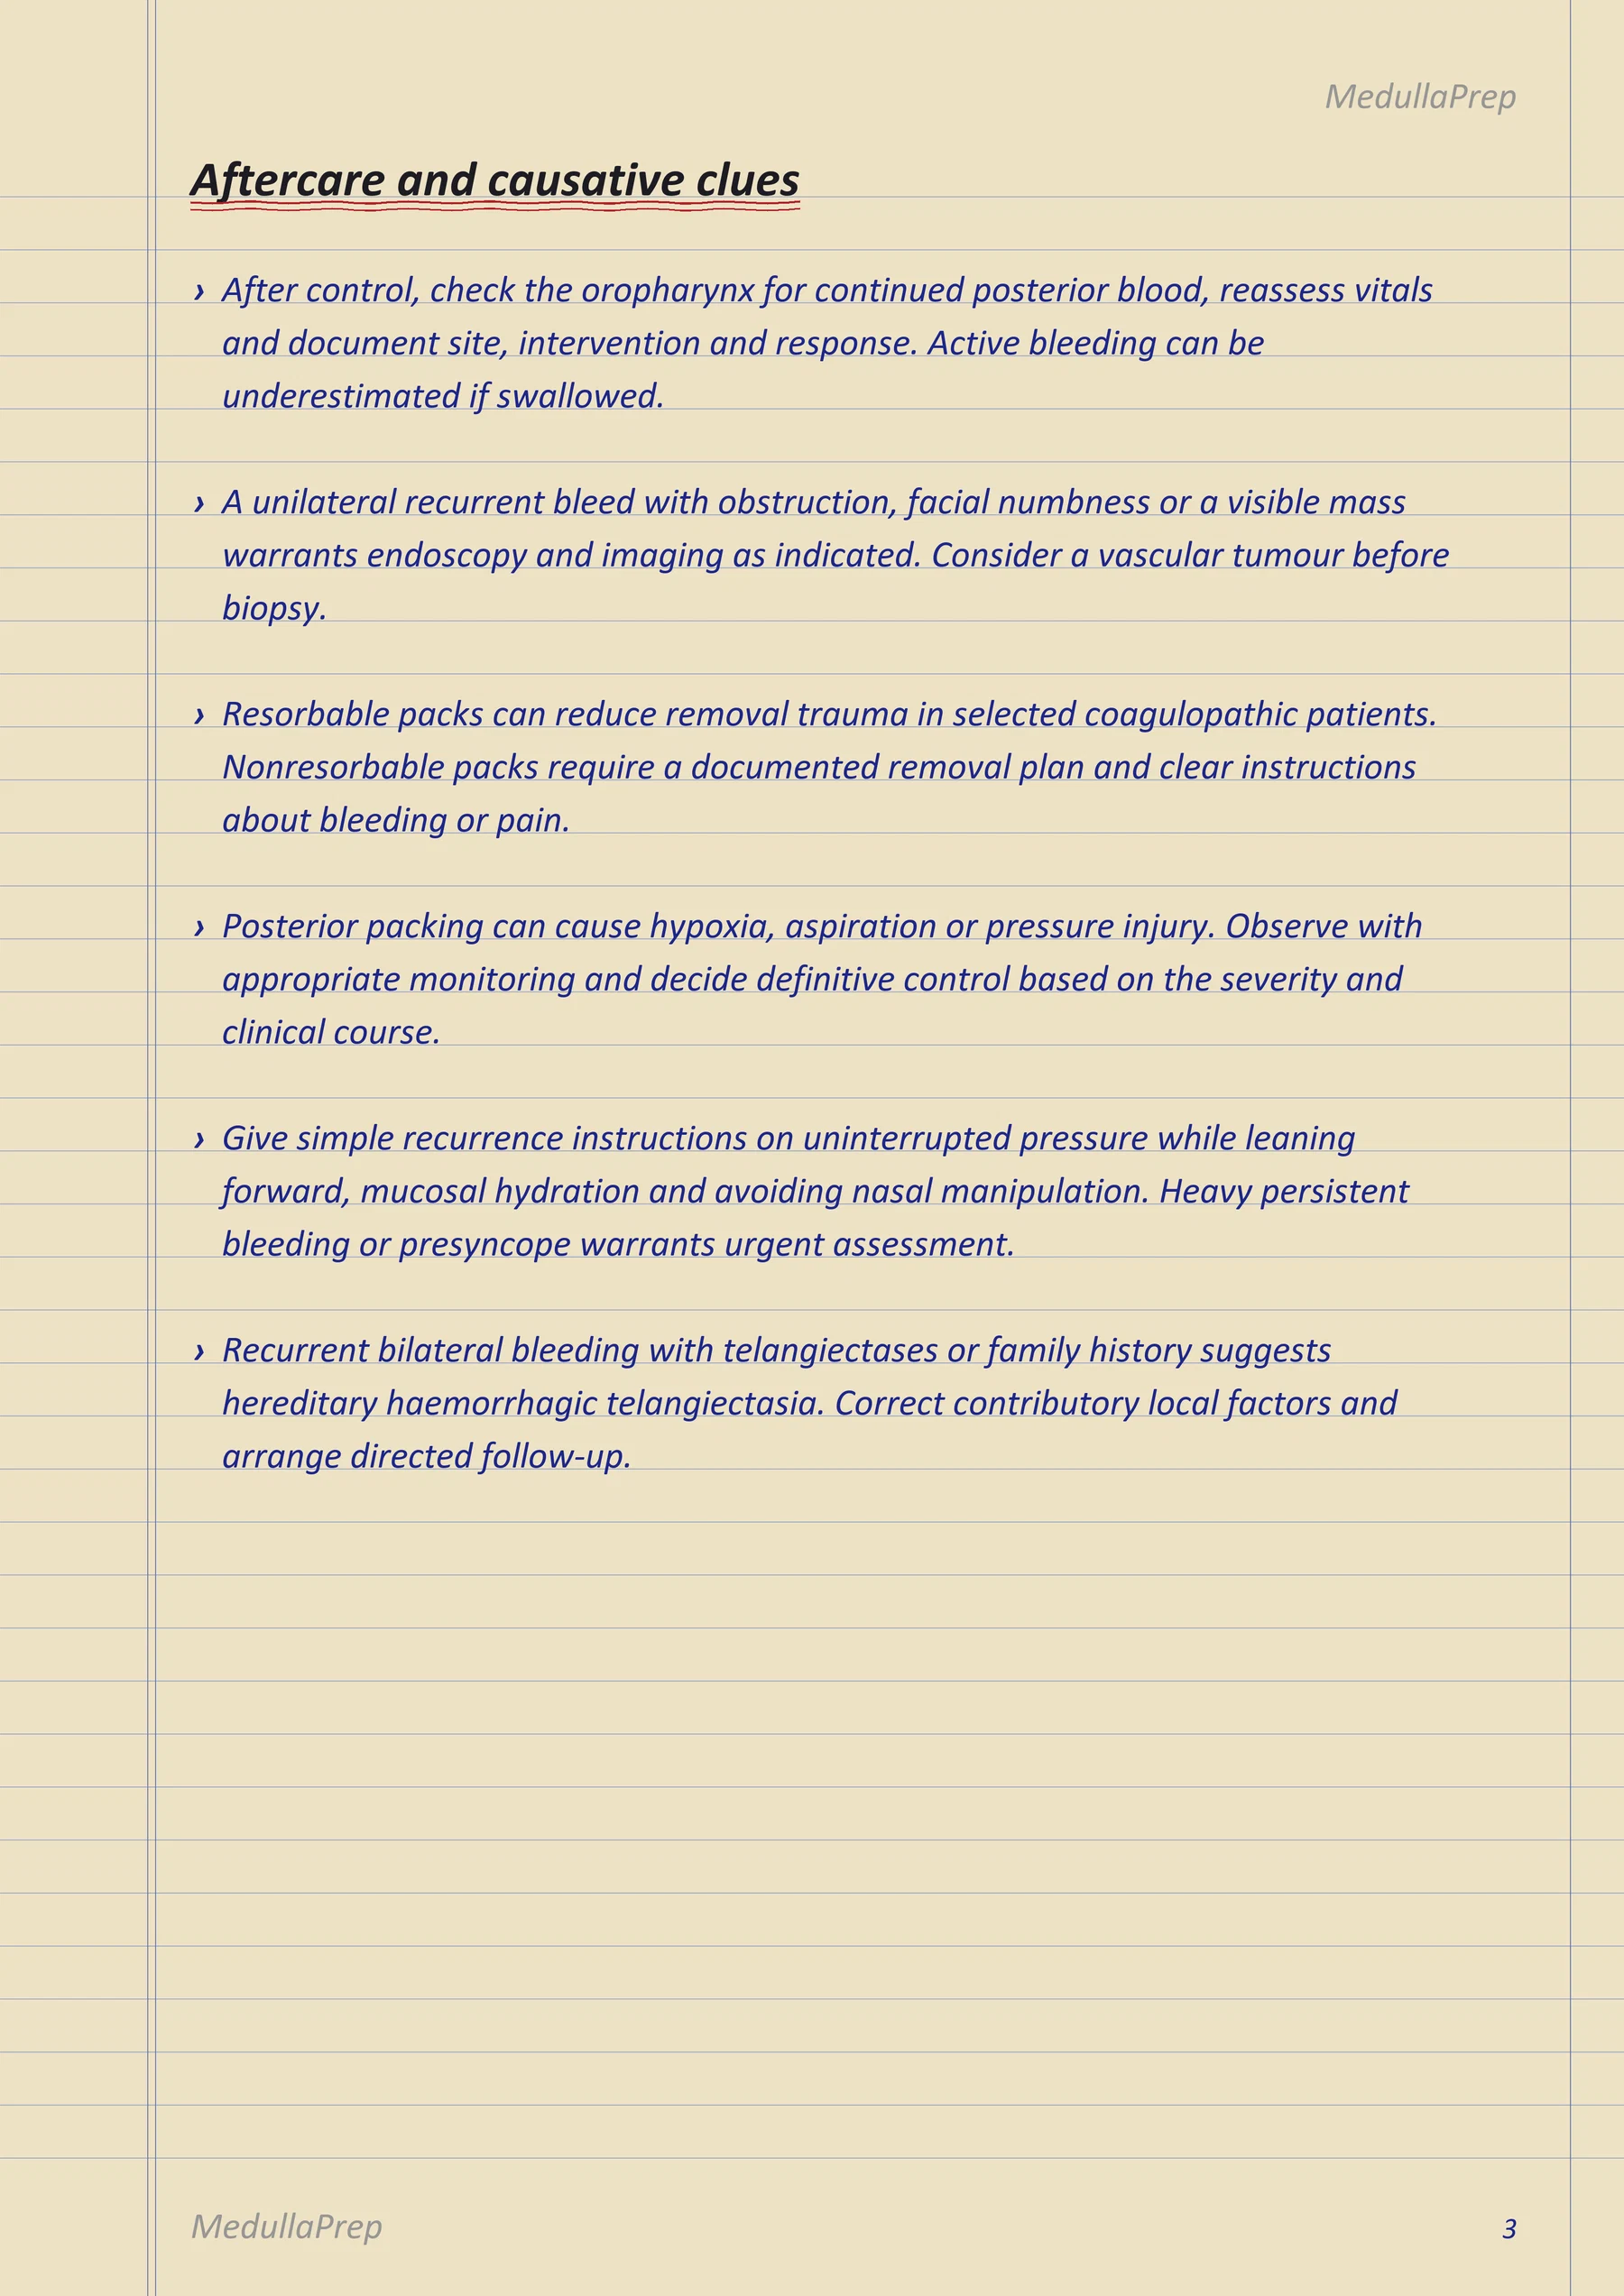 MedullaPrep
Aftercare and causative clues
› After control, check the oropharynx for continued posterior blood, reassess vitals
and document site, intervention and response. Active bleeding can be
underestimated if swallowed.
› A unilateral recurrent bleed with obstruction, facial numbness or a visible mass
warrants endoscopy and imaging as indicated. Consider a vascular tumour before
biopsy.
› Resorbable packs can reduce removal trauma in selected coagulopathic patients.
Nonresorbable packs require a documented removal plan and clear instructions
about bleeding or pain.
› Posterior packing can cause hypoxia, aspiration or pressure injury. Observe with
appropriate monitoring and decide definitive control based on the severity and
clinical course.
› Give simple recurrence instructions on uninterrupted pressure while leaning
forward, mucosal hydration and avoiding nasal manipulation. Heavy persistent
bleeding or presyncope warrants urgent assessment.
› Recurrent bilateral bleeding with telangiectases or family history suggests
hereditary haemorrhagic telangiectasia. Correct contributory local factors and
arrange directed follow-up.
MedullaPrep
3